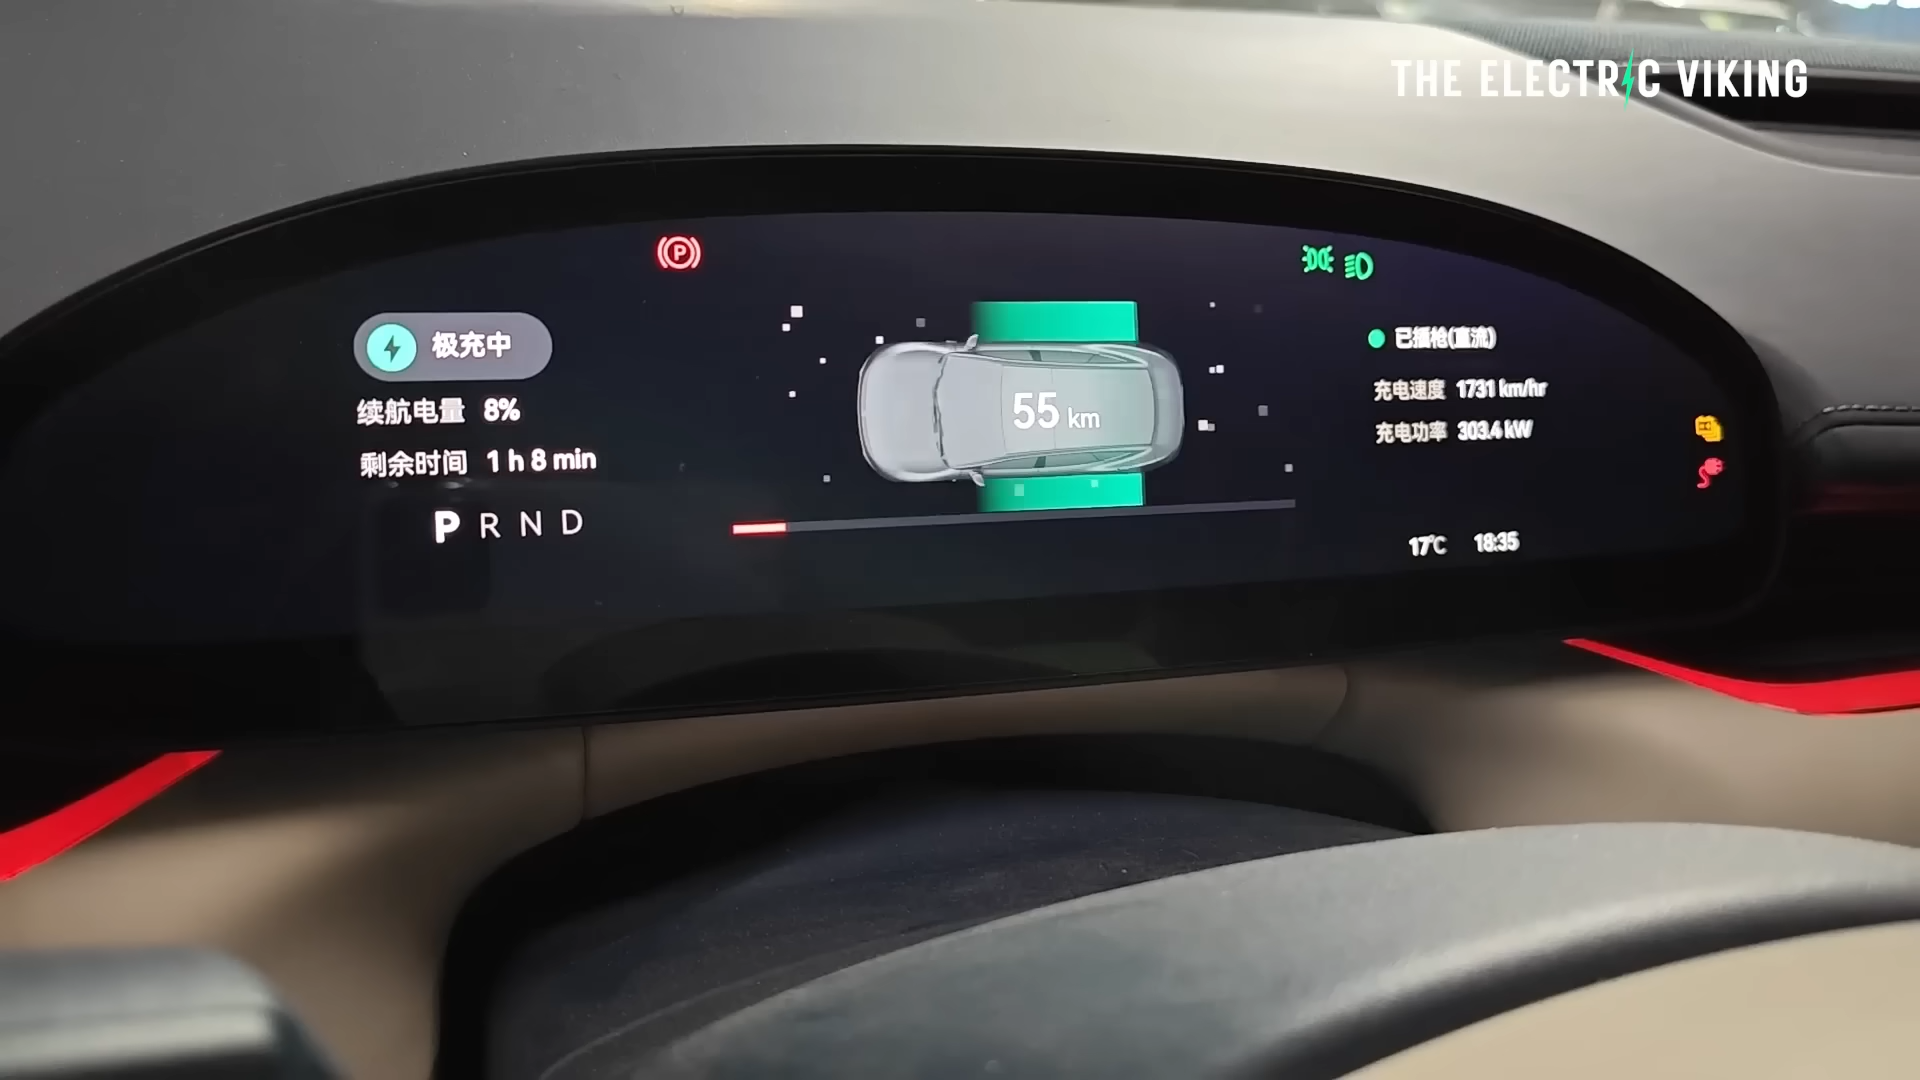 THE ELECTRIC VIKING
P
极充中
续航电量 8%
剩余时间 1 h 8 min
P R N D
55 km
已插枪(直流)
充电速度 1731 km/hr
充电功率 303.4 kW
17°C 18:35